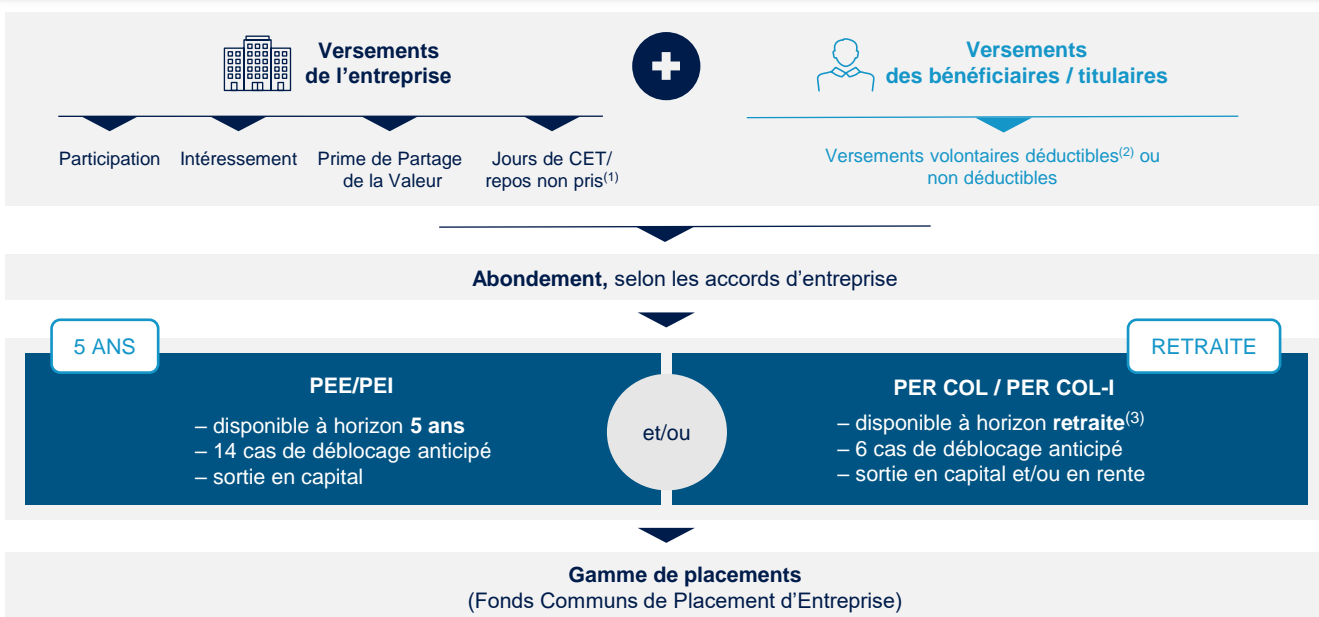 Versements
de l’entreprise
Versements
des bénéficiaires / titulaires
Participation
Intéressement
Prime de Partage
de la Valeur
Jours de CET/
repos non pris(1)
Versements volontaires déductibles(2) ou
non déductibles
Abondement, selon les accords d’entreprise
5 ANS
PEE/PEI
– disponible à horizon 5 ans
– 14 cas de déblocage anticipé
– sortie en capital
et/ou
RETRAITE
PER COL / PER COL-I
– disponible à horizon retraite(3)
– 6 cas de déblocage anticipé
– sortie en capital et/ou en rente
Gamme de placements
(Fonds Communs de Placement d’Entreprise)